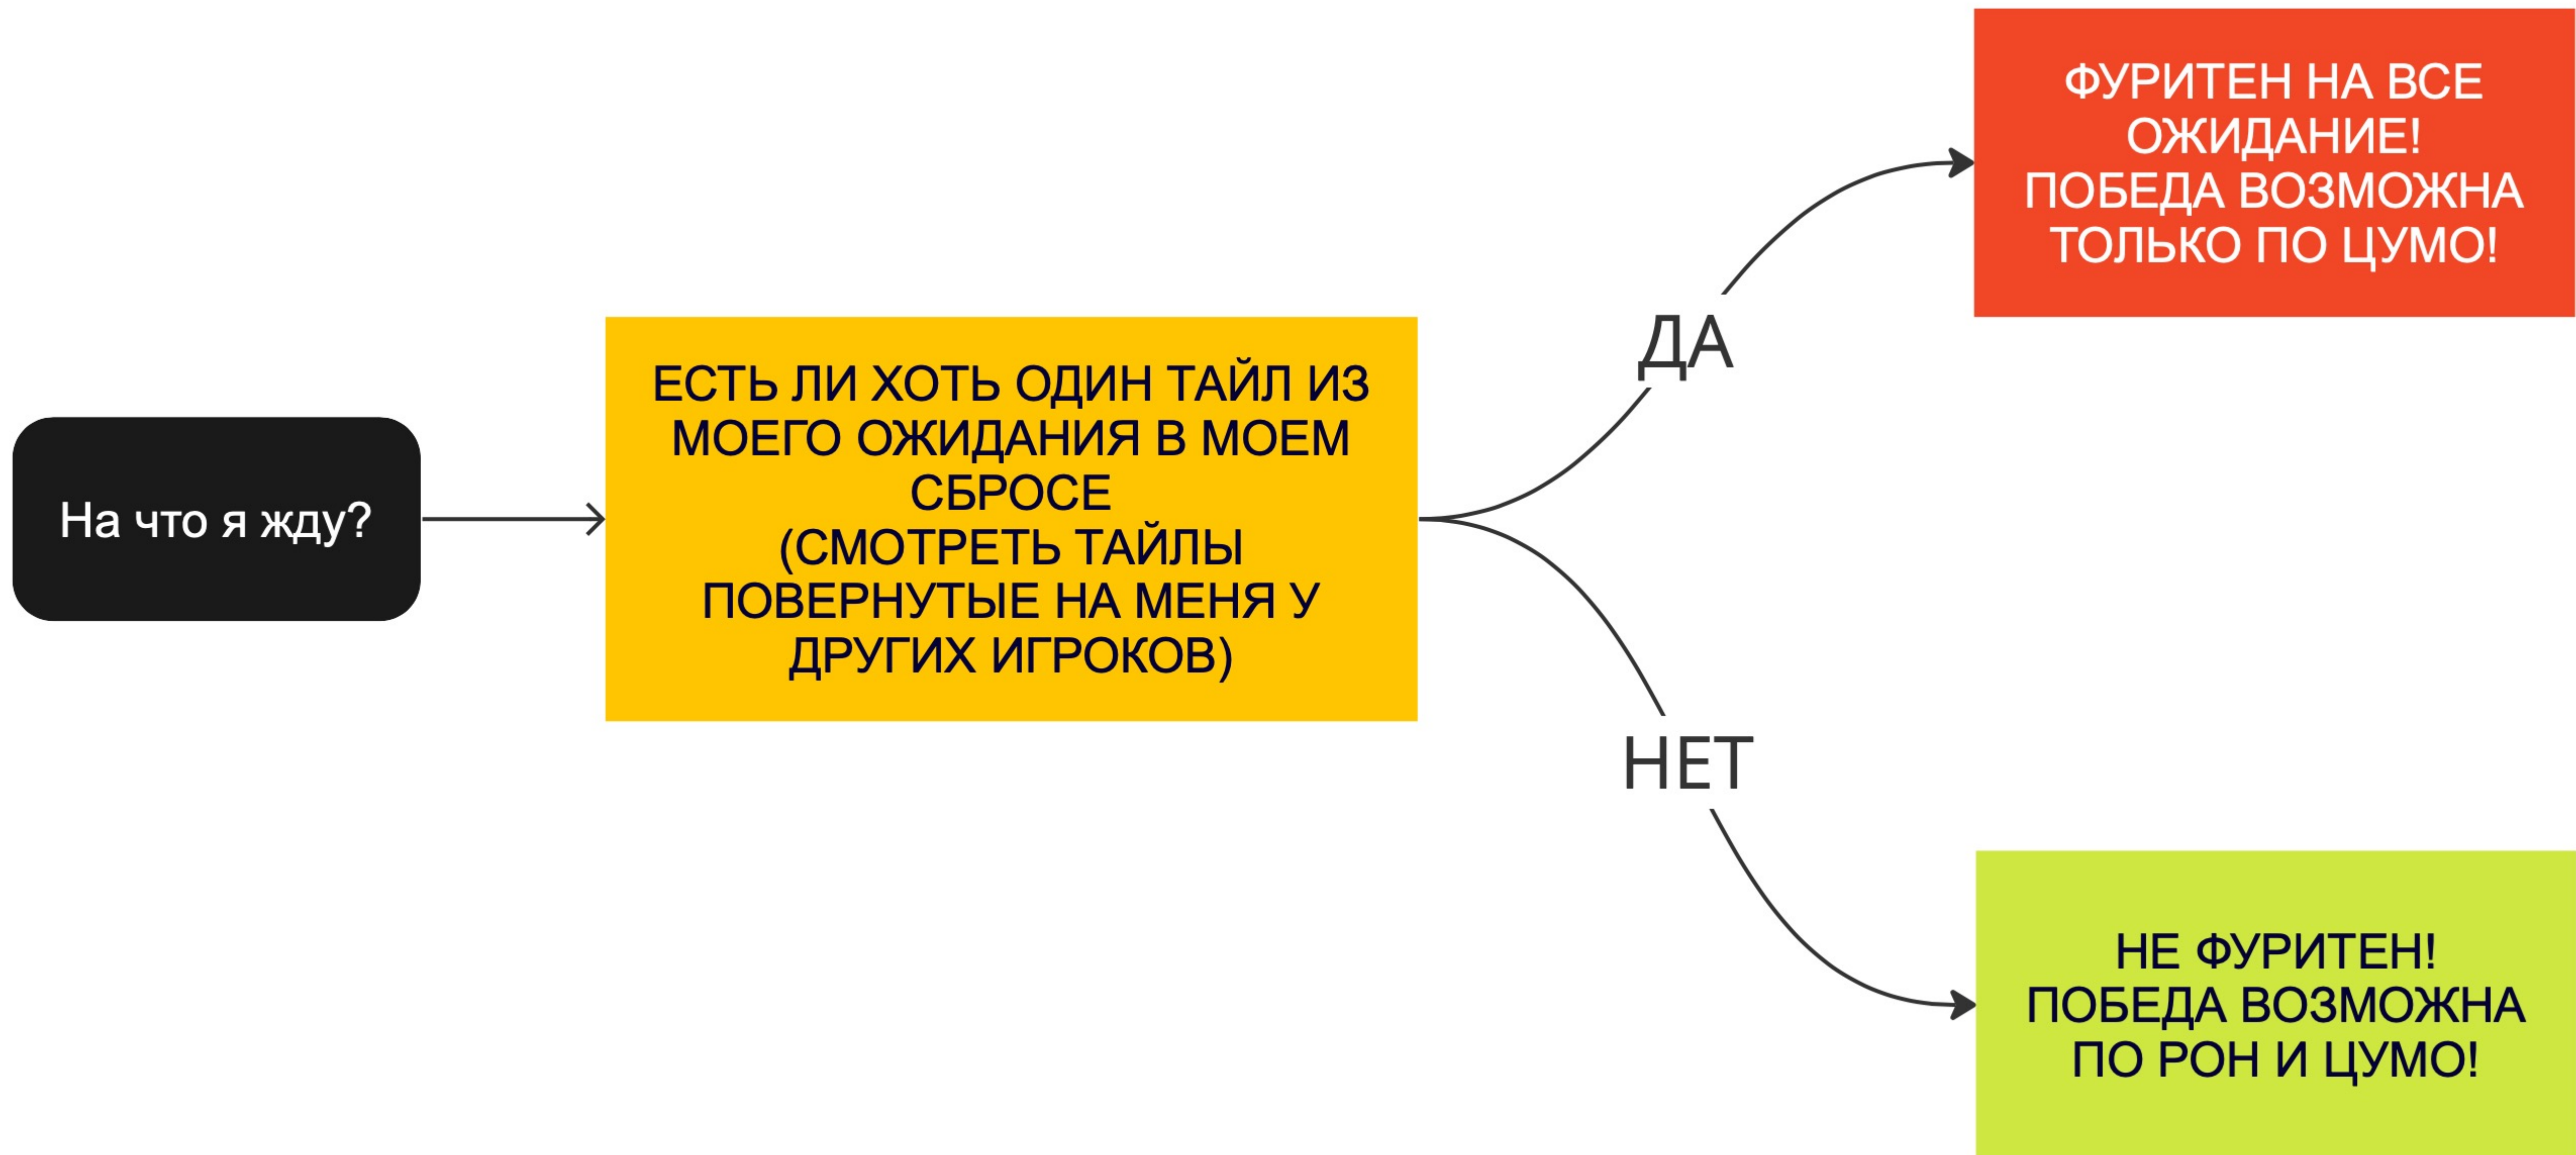 На что я жду?
ЕСТЬ ЛИ ХОТЬ ОДИН ТАЙЛ ИЗ
МОЕГО ОЖИДАНИЯ В МОЕМ
СБРОСЕ
(СМОТРЕТЬ ТАЙЛЫ
ПОВЕРНУТЫЕ НА МЕНЯ У
ДРУГИХ ИГРОКОВ)
ДА
ФУРИТЕН НА ВСЕ
ОЖИДАНИЕ!
ПОБЕДА ВОЗМОЖНА
ТОЛЬКО ПО ЦУМО!
НЕТ
НЕ ФУРИТЕН!
ПОБЕДА ВОЗМОЖНА
ПО РОН И ЦУМО!